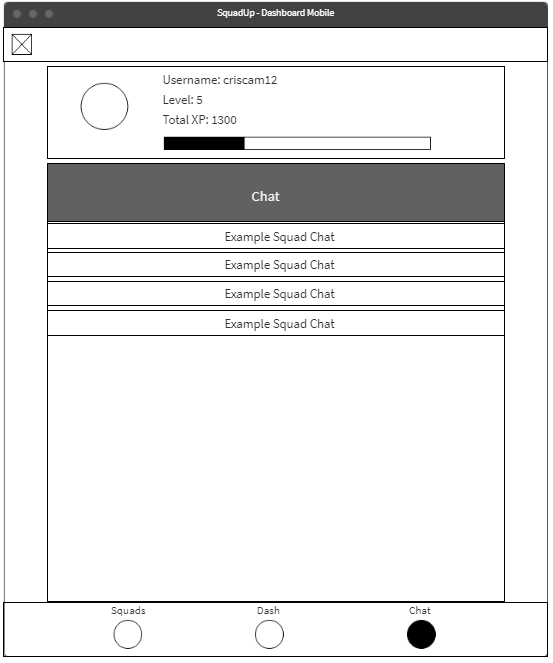 SquadUp - Dashboard Mobile
Username: criscam12
Level: 5
Total XP: 1300
Chat
Example Squad Chat
Example Squad Chat
Example Squad Chat
Example Squad Chat
Squads Dash Chat